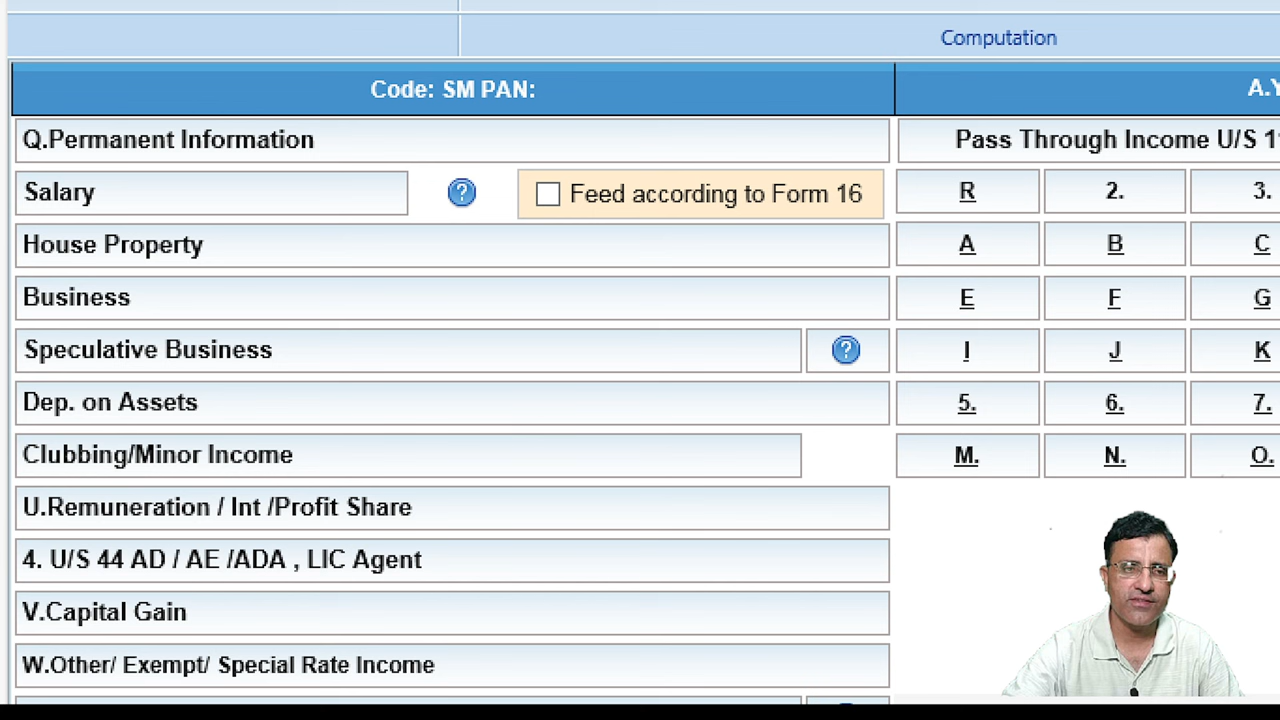 Computation
Code: SM PAN: A.Y
Q.Permanent Information Pass Through Income U/S 1
Salary Feed according to Form 16 R 2. 3.
House Property A B C
Business E F G
Speculative Business I J K
Dep. on Assets 5. 6. 7.
Clubbing/Minor Income M. N. O.
U.Remuneration / Int /Profit Share
4. U/S 44 AD / AE /ADA , LIC Agent
V.Capital Gain
W.Other/ Exempt/ Special Rate Income